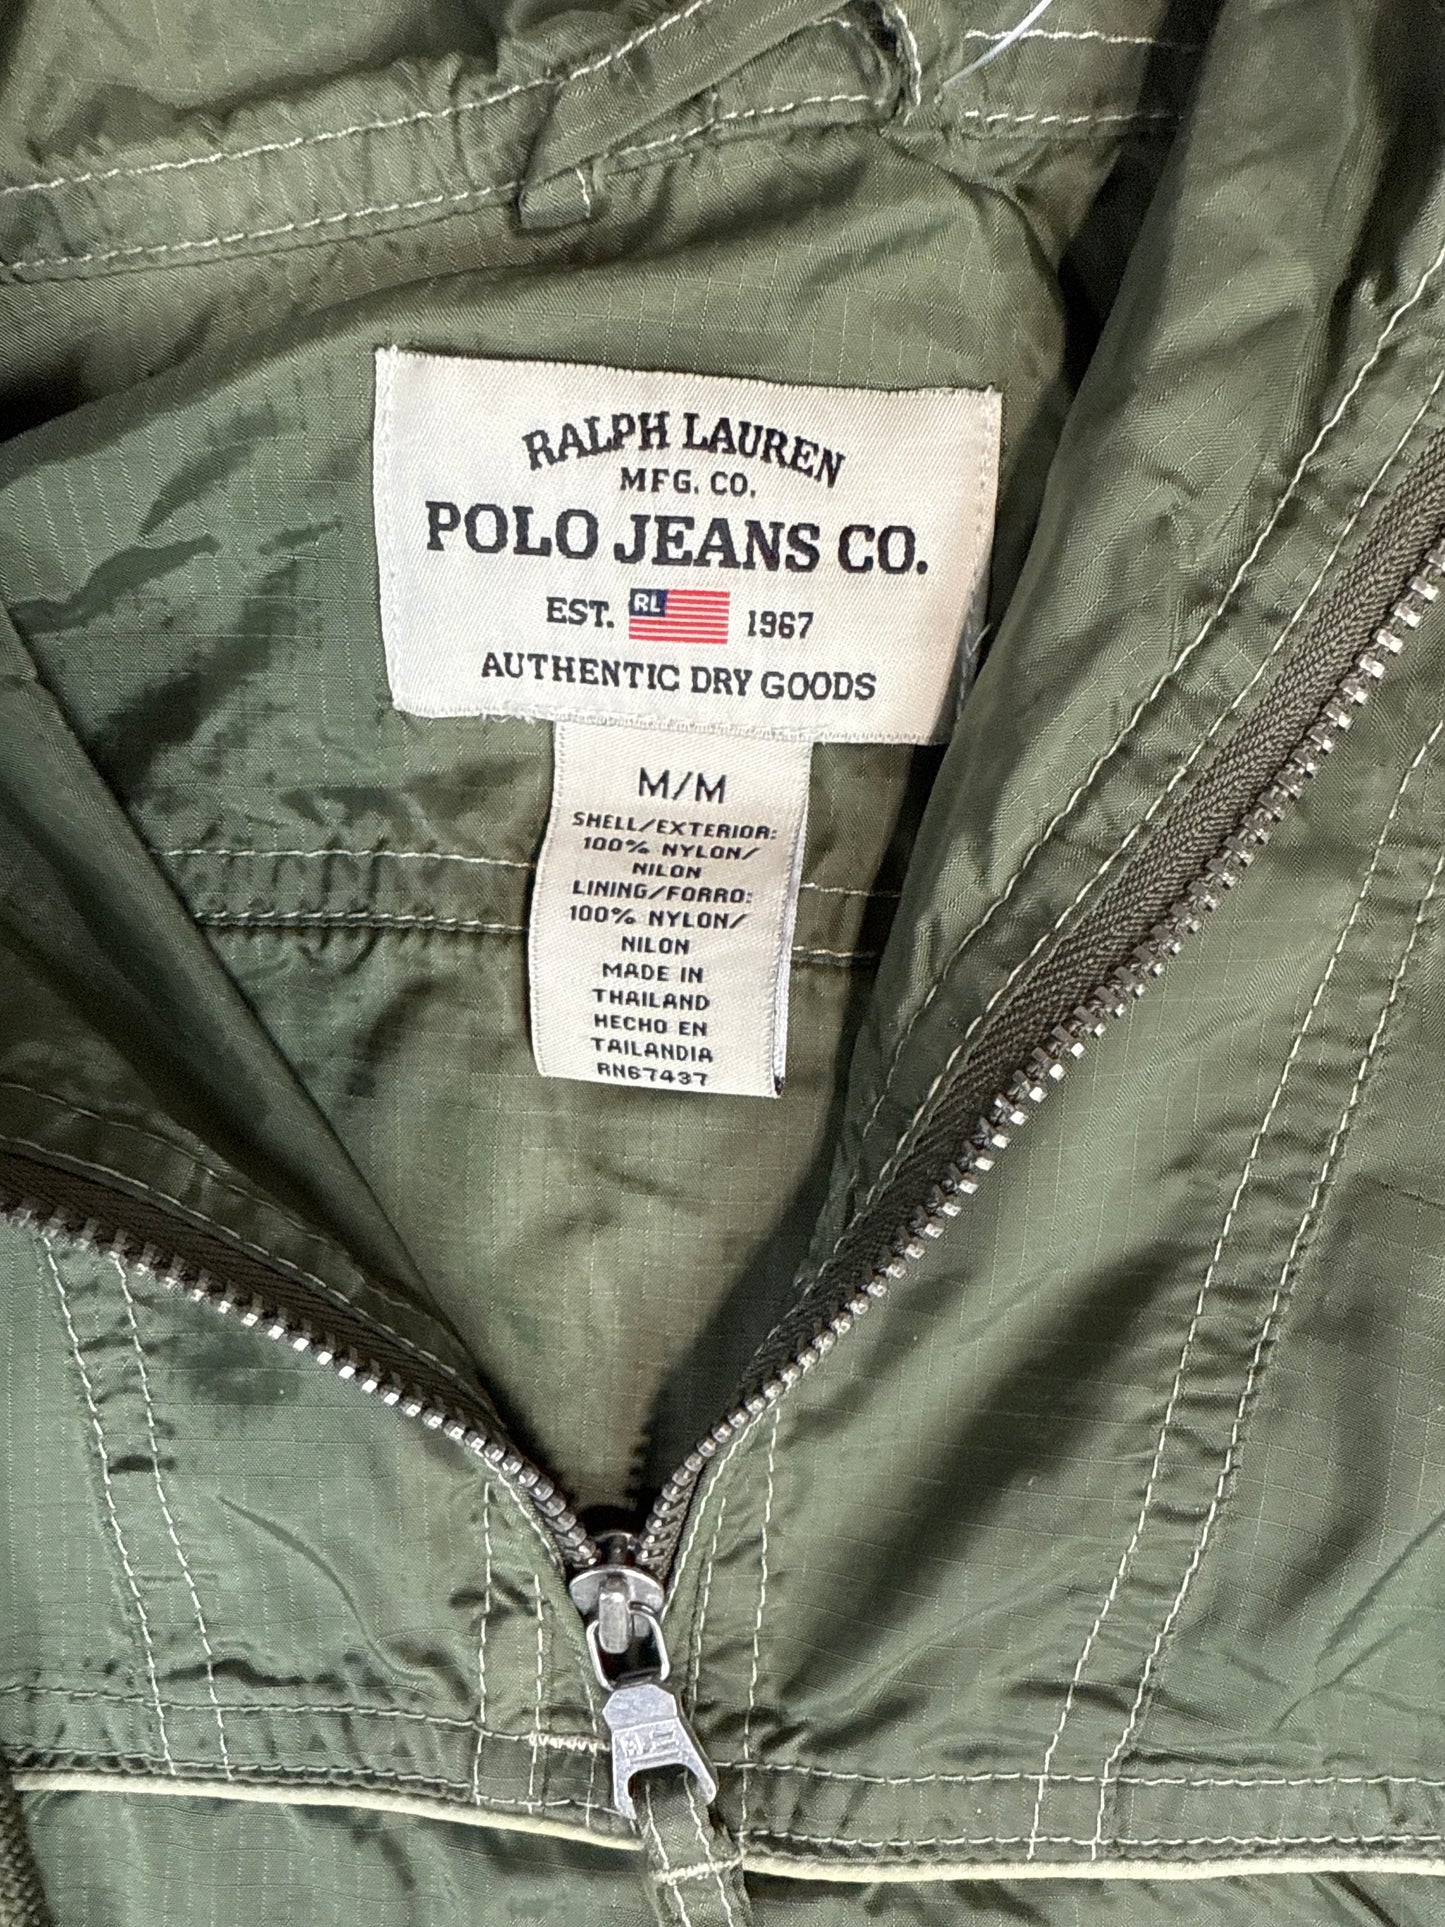 RALPH LAUREN
MFG. CO.
POLO JEANS CO.
EST. RL 1967
AUTHENTIC DRY GOODS
M/M
SHELL/EXTERIOR:
100% NYLON/
NILON
LINING/FORRO:
100% NYLON/
NILON
MADE IN
THAILAND
HECHO EN
TAILANDIA
RN67437